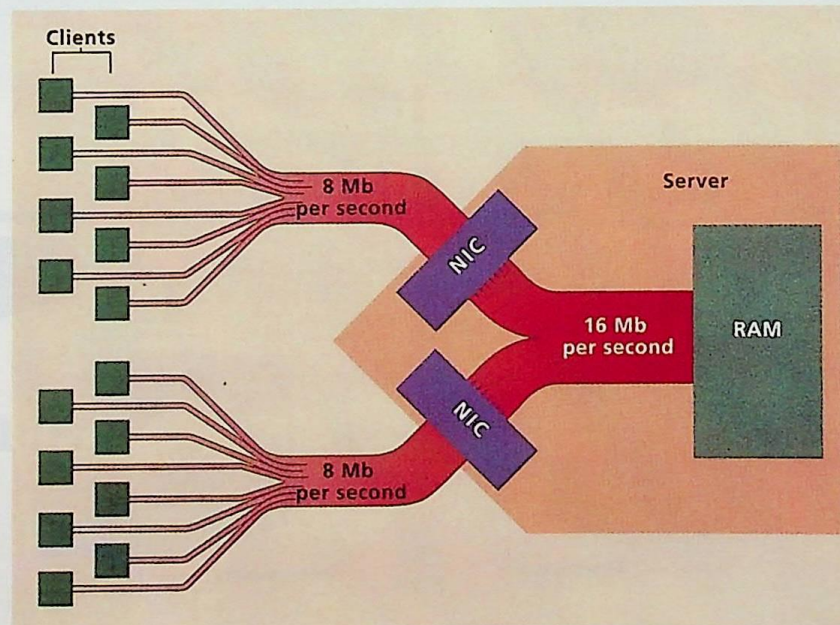 Clients
8 Mb
per second
NIC
Server
16 Mb
per second
RAM
NIC
8 Mb
per second